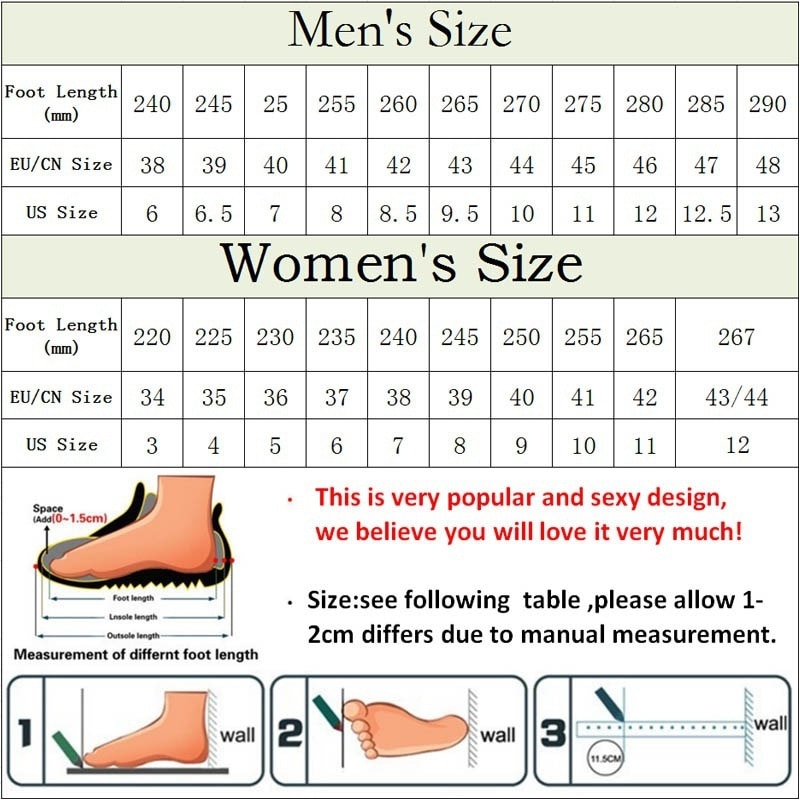 Men's Size
Foot Length (mm) 240 245 25 255 260 265 270 275 280 285 290
EU/CN Size 38 39 40 41 42 43 44 45 46 47 48
US Size 6 6.5 7 8 8.5 9.5 10 11 12 12.5 13
Women's Size
Foot Length (mm) 220 225 230 235 240 245 250 255 265 267
EU/CN Size 34 35 36 37 38 39 40 41 42 43/44
US Size 3 4 5 6 7 8 9 10 11 12
Space
(Add(0~1.5cm)
Foot length
Lnsole length
Outsole length
Measurement of differnt foot length
· This is very popular and sexy design,
we believe you will love it very much!
· Size:see following table ,please allow 1-
2cm differs due to manual measurement.
1 wall
2 wall
3 wall
11.5CM